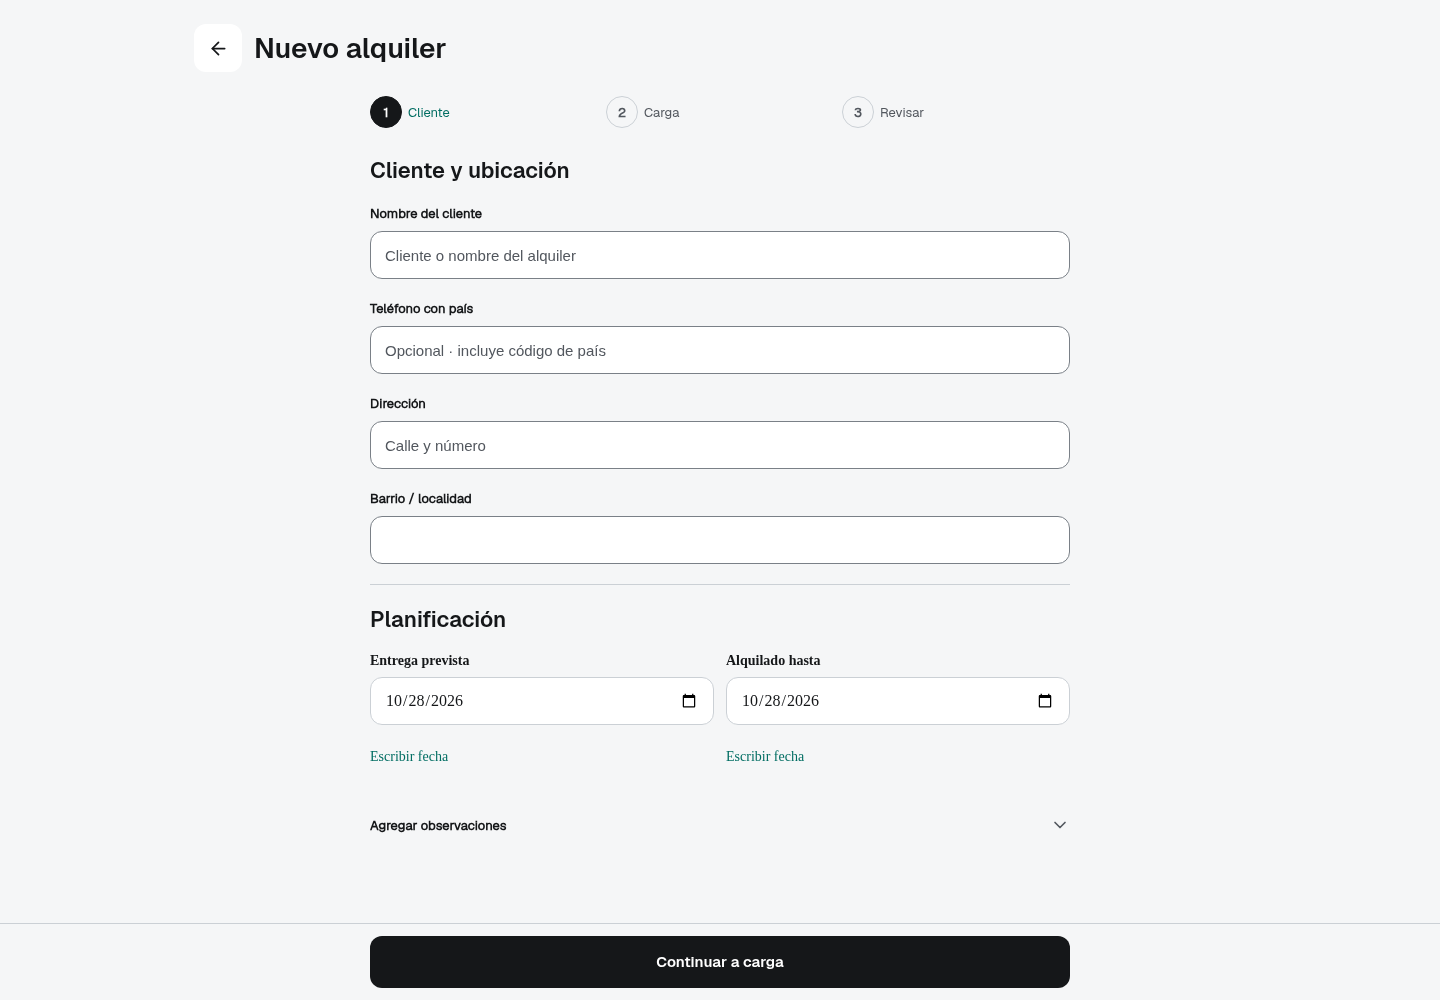 Nuevo alquiler
1 Cliente 2 Carga 3 Revisar
Cliente y ubicación
Nombre del cliente
Cliente o nombre del alquiler
Teléfono con país
Opcional · incluye código de país
Dirección
Calle y número
Barrio / localidad
Planificación
Entrega prevista Alquilado hasta
10/28/2026 10/28/2026
Escribir fecha Escribir fecha
Agregar observaciones
Continuar a carga